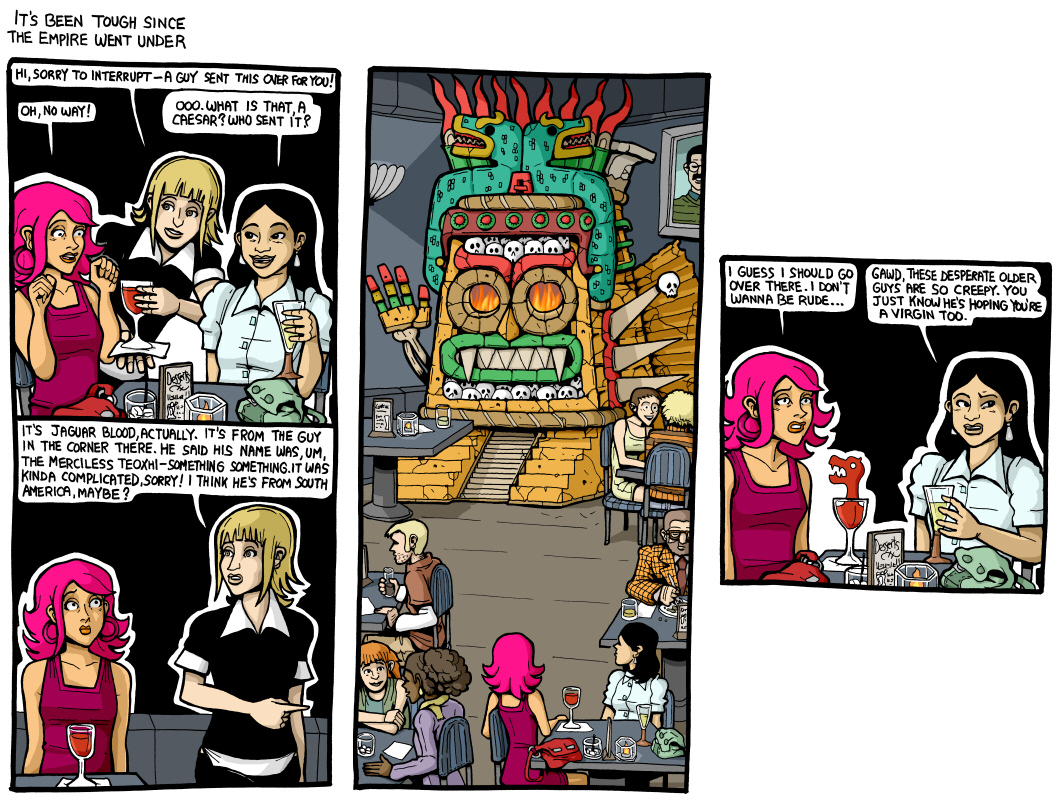 IT'S BEEN TOUGH SINCE
THE EMPIRE WENT UNDER
HI, SORRY TO INTERRUPT—A GUY SENT THIS OVER FOR YOU!
OH, NO WAY!
OOO. WHAT IS THAT, A
CAESAR? WHO SENT IT?
Desserts
IT'S JAGUAR BLOOD, ACTUALLY. IT'S FROM THE GUY
IN THE CORNER THERE. HE SAID HIS NAME WAS, UM,
THE MERCILESS TEOXHI—SOMETHING SOMETHING. IT WAS
KINDA COMPLICATED, SORRY! I THINK HE'S FROM SOUTH
AMERICA, MAYBE?
I GUESS I SHOULD GO
OVER THERE. I DON'T
WANNA BE RUDE...
GAWD, THESE DESPERATE OLDER
GUYS ARE SO CREEPY. YOU
JUST KNOW HE'S HOPING YOU'RE
A VIRGIN TOO.
Desserts